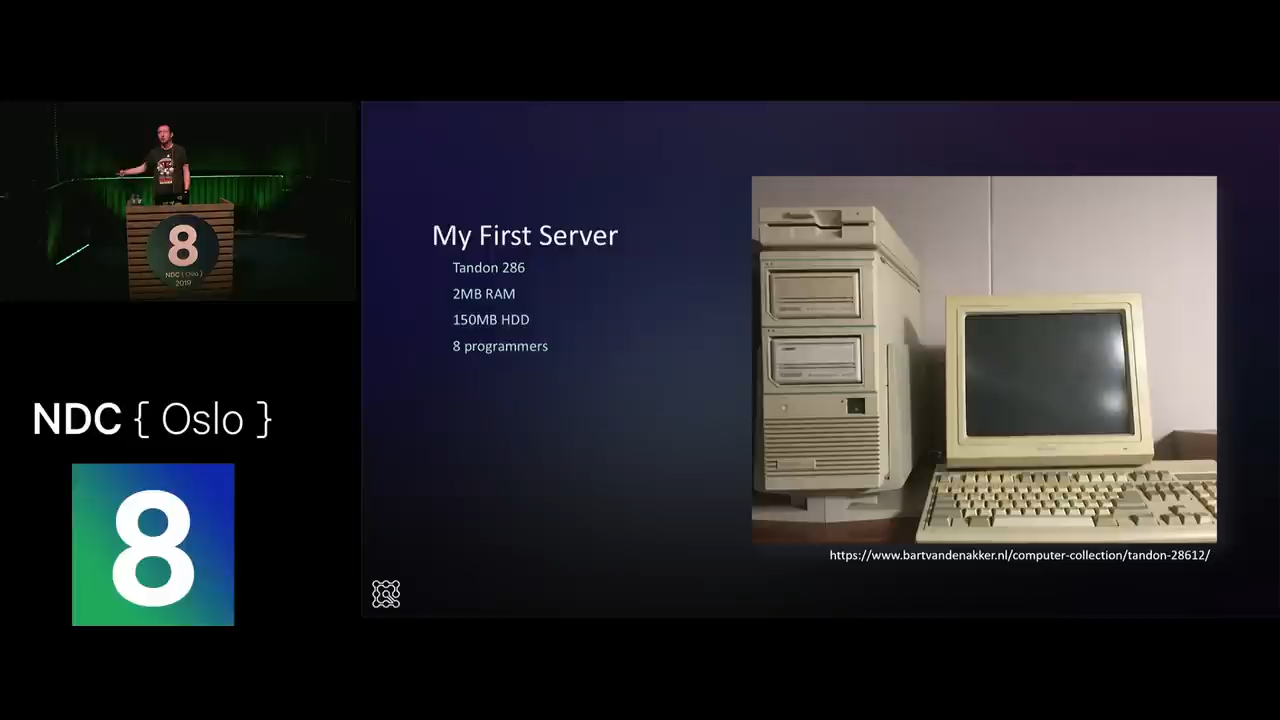 8
NDC { Oslo }
2019
NDC { Oslo }
8
My First Server
Tandon 286
2MB RAM
150MB HDD
8 programmers
https://www.bartvandenakker.nl/computer-collection/tandon-28612/